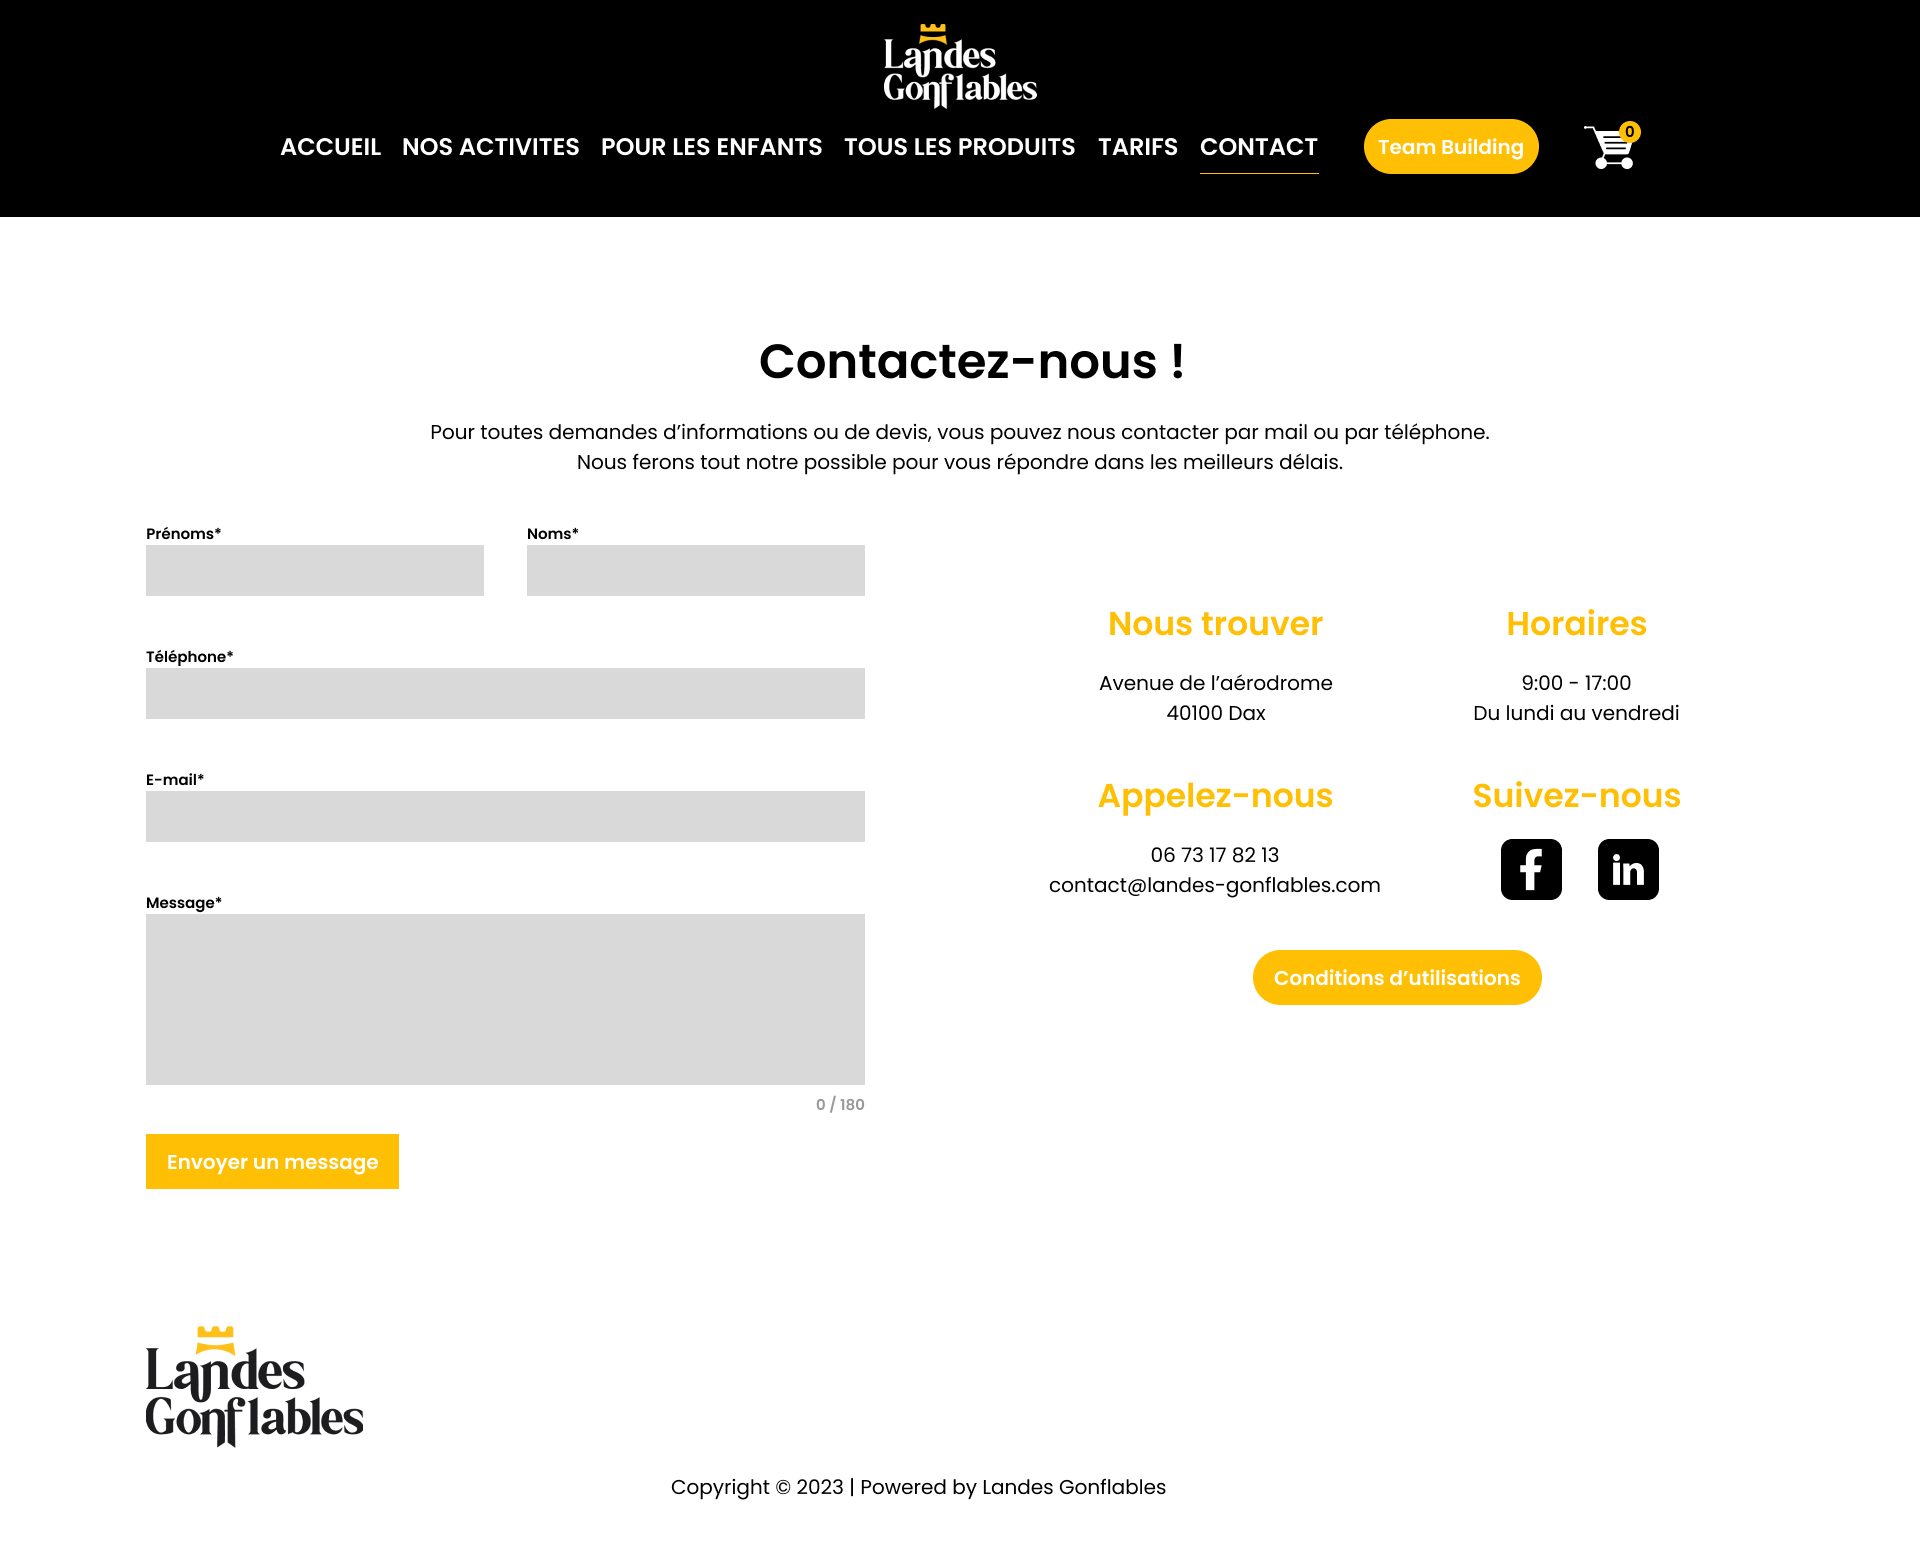 Landes
Gonflables
ACCUEIL NOS ACTIVITES POUR LES ENFANTS TOUS LES PRODUITS TARIFS CONTACT Team Building 0
Contactez-nous !
Pour toutes demandes d’informations ou de devis, vous pouvez nous contacter par mail ou par téléphone.
Nous ferons tout notre possible pour vous répondre dans les meilleurs délais.
Prénoms* Noms*
Téléphone*
E-mail*
Message*
0 / 180
Envoyer un message
Nous trouver
Avenue de l’aérodrome
40100 Dax
Horaires
9:00 - 17:00
Du lundi au vendredi
Appelez-nous
06 73 17 82 13
contact@landes-gonflables.com
Suivez-nous
f in
Conditions d’utilisations
Landes
Gonflables
Copyright © 2023 | Powered by Landes Gonflables